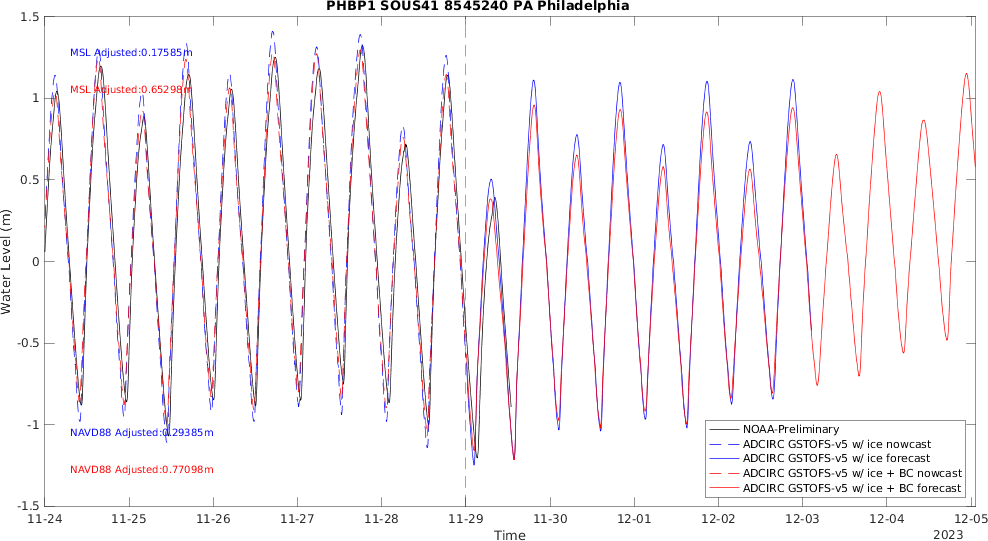 PHBP1 SOUS41 8545240 PA Philadelphia
1.5
1
0.5
0
-0.5
-1
-1.5
Water Level (m)
MSL Adjusted:0.17585m
MSL Adjusted:0.65298m
NAVD88 Adjusted:0.29385m
NAVD88 Adjusted:0.77098m
NOAA-Preliminary
ADCIRC GSTOFS-v5 w/ ice nowcast
ADCIRC GSTOFS-v5 w/ ice forecast
ADCIRC GSTOFS-v5 w/ ice + BC nowcast
ADCIRC GSTOFS-v5 w/ ice + BC forecast
11-24 11-25 11-26 11-27 11-28 11-29 11-30 12-01 12-02 12-03 12-04 12-05
Time
2023